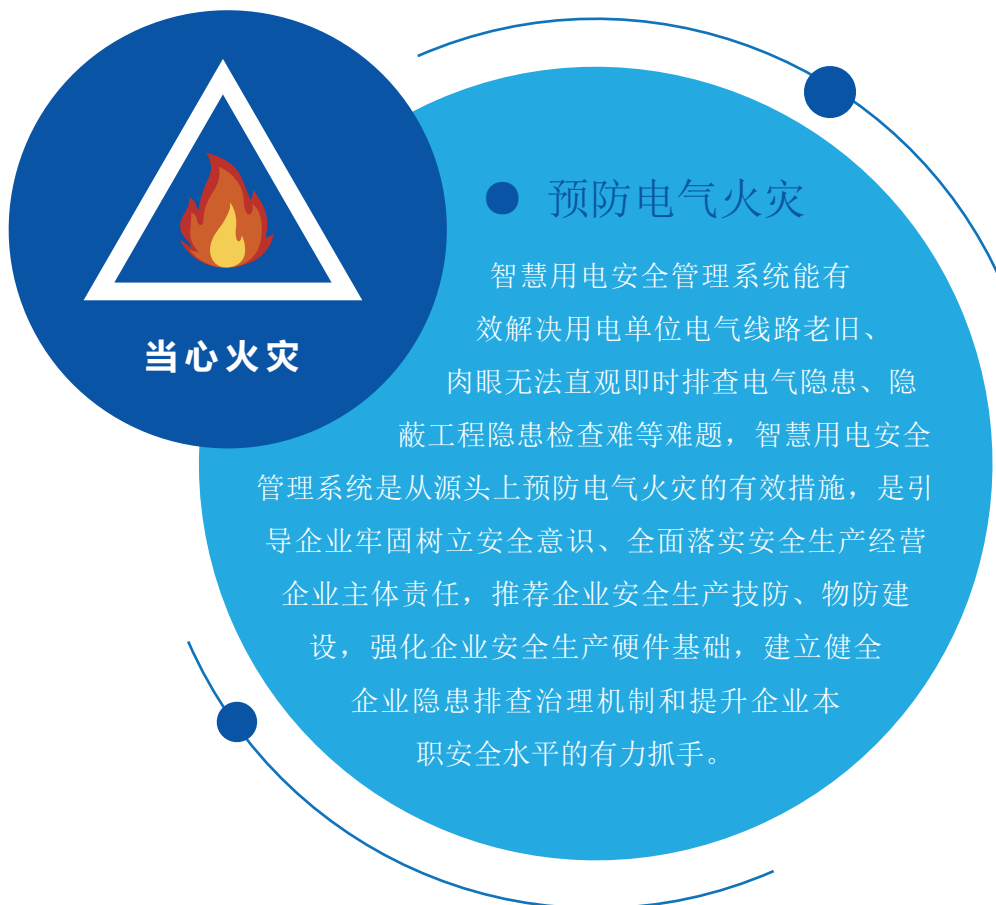 当心火灾
预防电气火灾
智慧用电安全管理系统能有
效解决用电单位电气线路老旧、
肉眼无法直观即时排查电气隐患、隐
蔽工程隐患检查难等难题，智慧用电安全
管理系统是从源头上预防电气火灾的有效措施，是引
导企业牢固树立安全意识、全面落实安全生产经营
企业主体责任，推荐企业安全生产技防、物防建
设，强化企业安全生产硬件基础，建立健全
企业隐患排查治理机制和提升企业本
职安全水平的有力抓手。